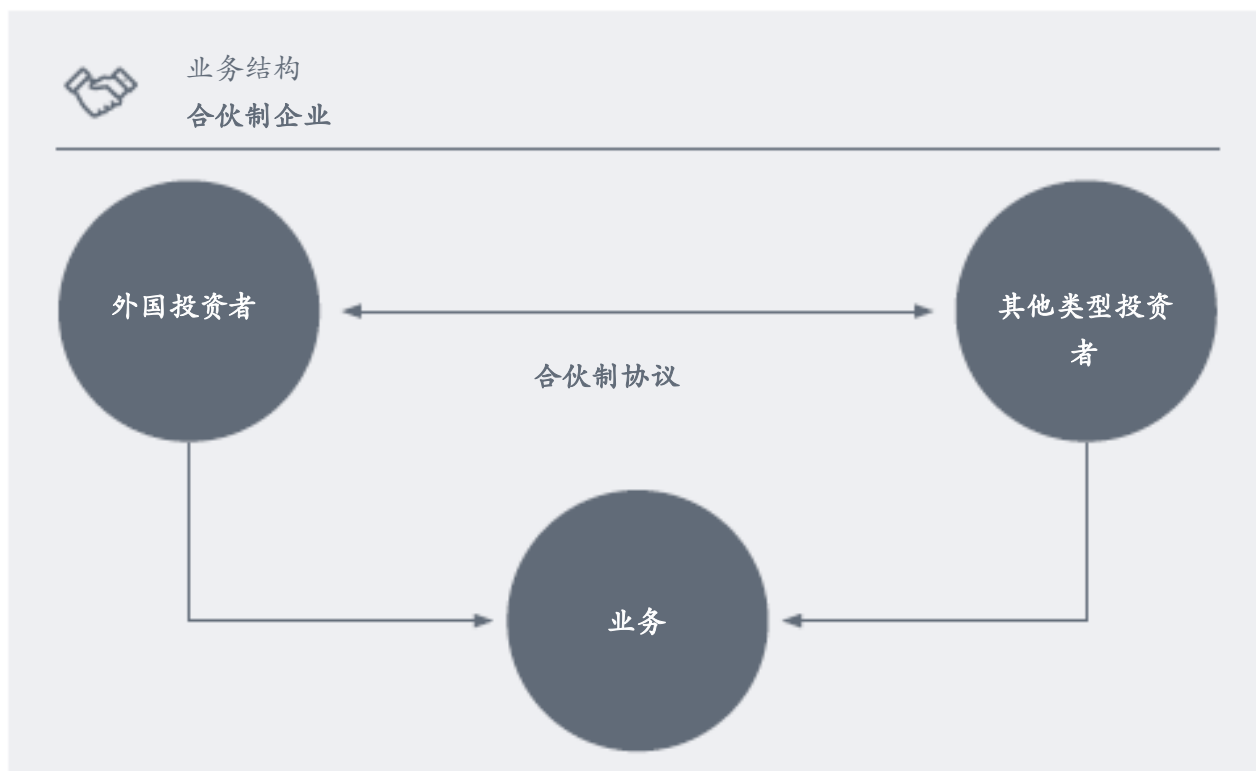 业务结构
合伙制企业
外国投资者
其他类型投资
者
合伙制协议
业务